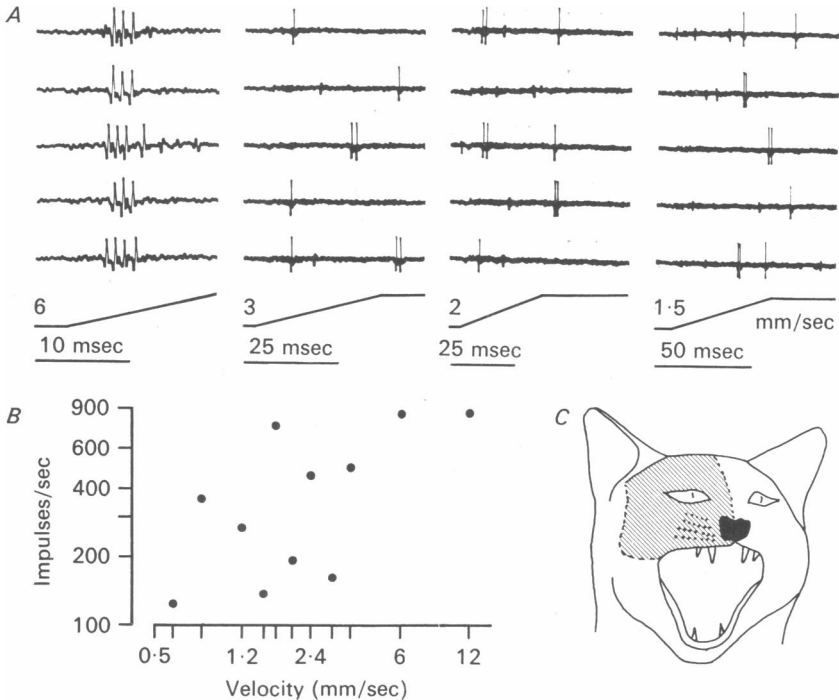 A
6 3 2 1·5 mm/sec
10 msec 25 msec 25 msec 50 msec
B
C
900
600
400
200
100
Impulses/sec
0·5 1·2 2·4 6 12
Velocity (mm/sec)